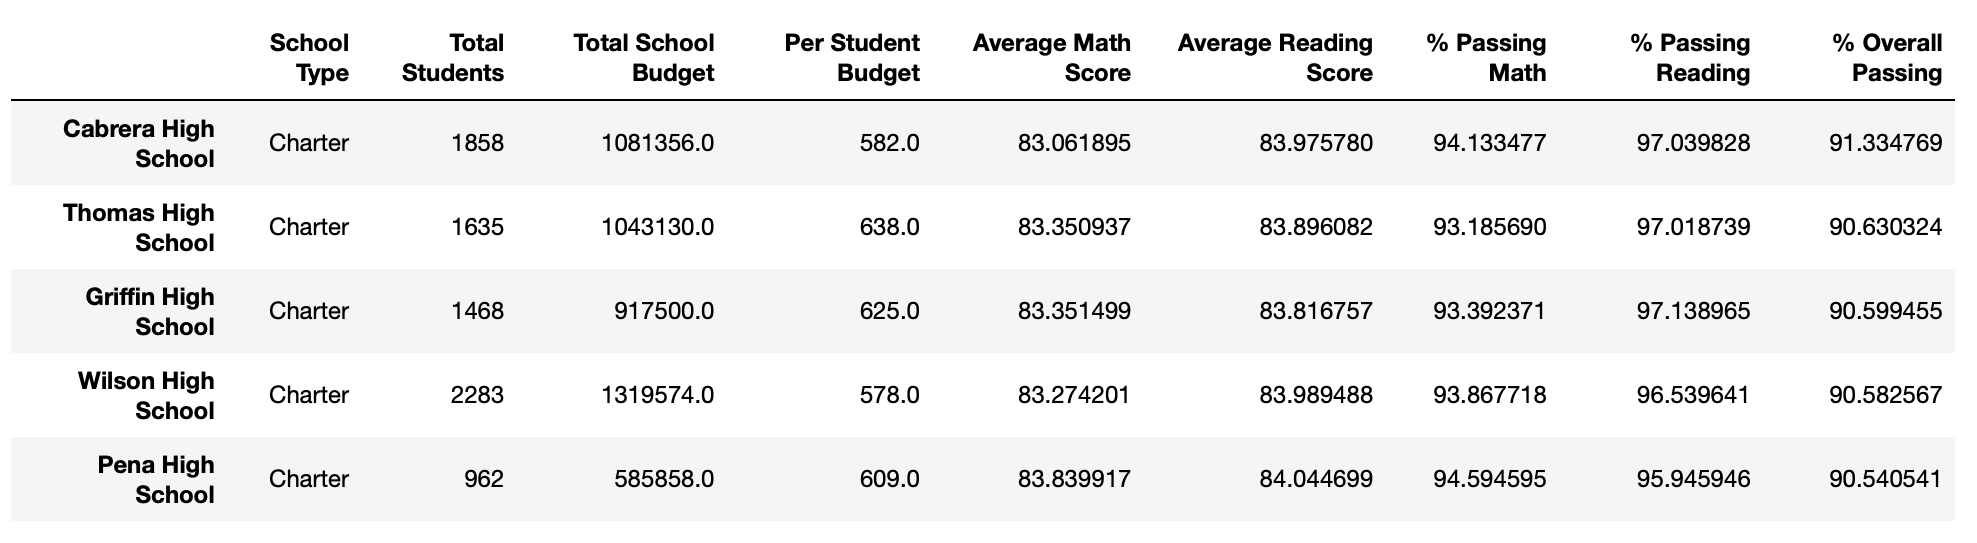 School Type Total Students Total School Budget Per Student Budget Average Math Score Average Reading Score % Passing Math % Passing Reading % Overall Passing
Cabrera High School Charter 1858 1081356.0 582.0 83.061895 83.975780 94.133477 97.039828 91.334769
Thomas High School Charter 1635 1043130.0 638.0 83.350937 83.896082 93.185690 97.018739 90.630324
Griffin High School Charter 1468 917500.0 625.0 83.351499 83.816757 93.392371 97.138965 90.599455
Wilson High School Charter 2283 1319574.0 578.0 83.274201 83.989488 93.867718 96.539641 90.582567
Pena High School Charter 962 585858.0 609.0 83.839917 84.044699 94.594595 95.945946 90.540541